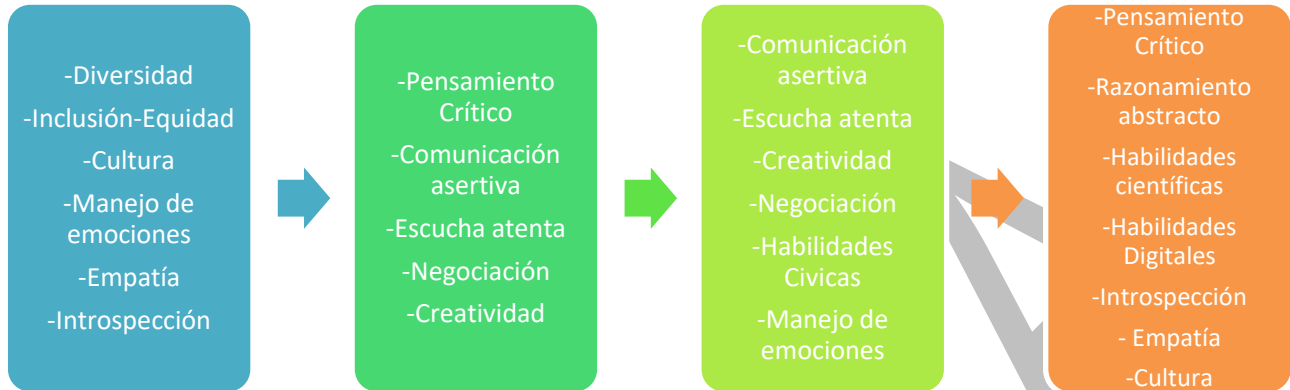 -Diversidad
-Inclusión-Equidad
-Cultura
-Manejo de
emociones
-Empatía
-Introspección
-Pensamiento
Crítico
-Comunicación
asertiva
-Escucha atenta
-Negociación
-Creatividad
-Comunicación
asertiva
-Escucha atenta
-Creatividad
-Negociación
-Habilidades
Civicas
-Manejo de
emociones
-Pensamiento
Crítico
-Razonamiento
abstracto
-Habilidades
científicas
-Habilidades
Digitales
-Introspección
- Empatía
-Cultura